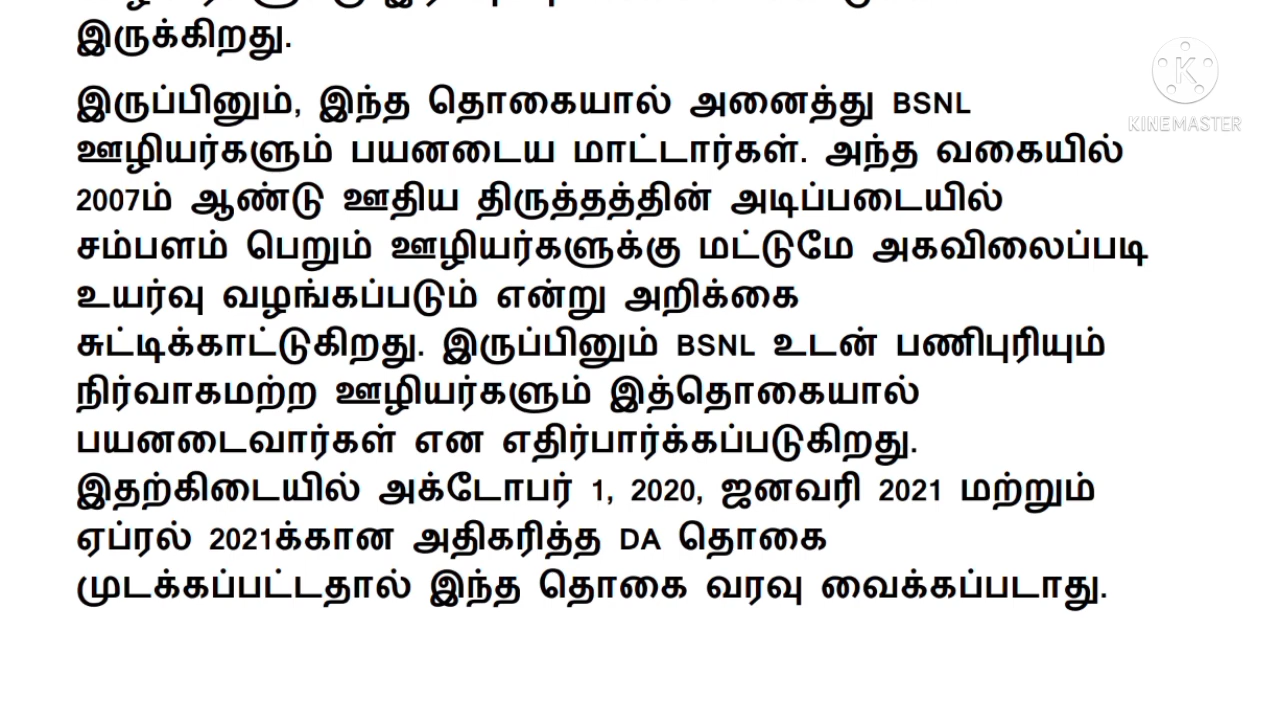 இருக்கிறது.
இருப்பினும், இந்த தொகையால் அனைத்து BSNL
ஊழியர்களும் பயனடைய மாட்டார்கள். அந்த வகையில்
2007ம் ஆண்டு ஊதிய திருத்தத்தின் அடிப்படையில்
சம்பளம் பெறும் ஊழியர்களுக்கு மட்டுமே அகவிலைப்படி
உயர்வு வழங்கப்படும் என்று அறிக்கை
சுட்டிக்காட்டுகிறது. இருப்பினும் BSNL உடன் பணிபுரியும்
நிர்வாகமற்ற ஊழியர்களும் இத்தொகையால்
பயனடைவார்கள் என எதிர்பார்க்கப்படுகிறது.
இதற்கிடையில் அக்டோபர் 1, 2020, ஜனவரி 2021 மற்றும்
ஏப்ரல் 2021க்கான அதிகரித்த DA தொகை
முடக்கப்பட்டதால் இந்த தொகை வரவு வைக்கப்படாது.
K
KINEMASTER